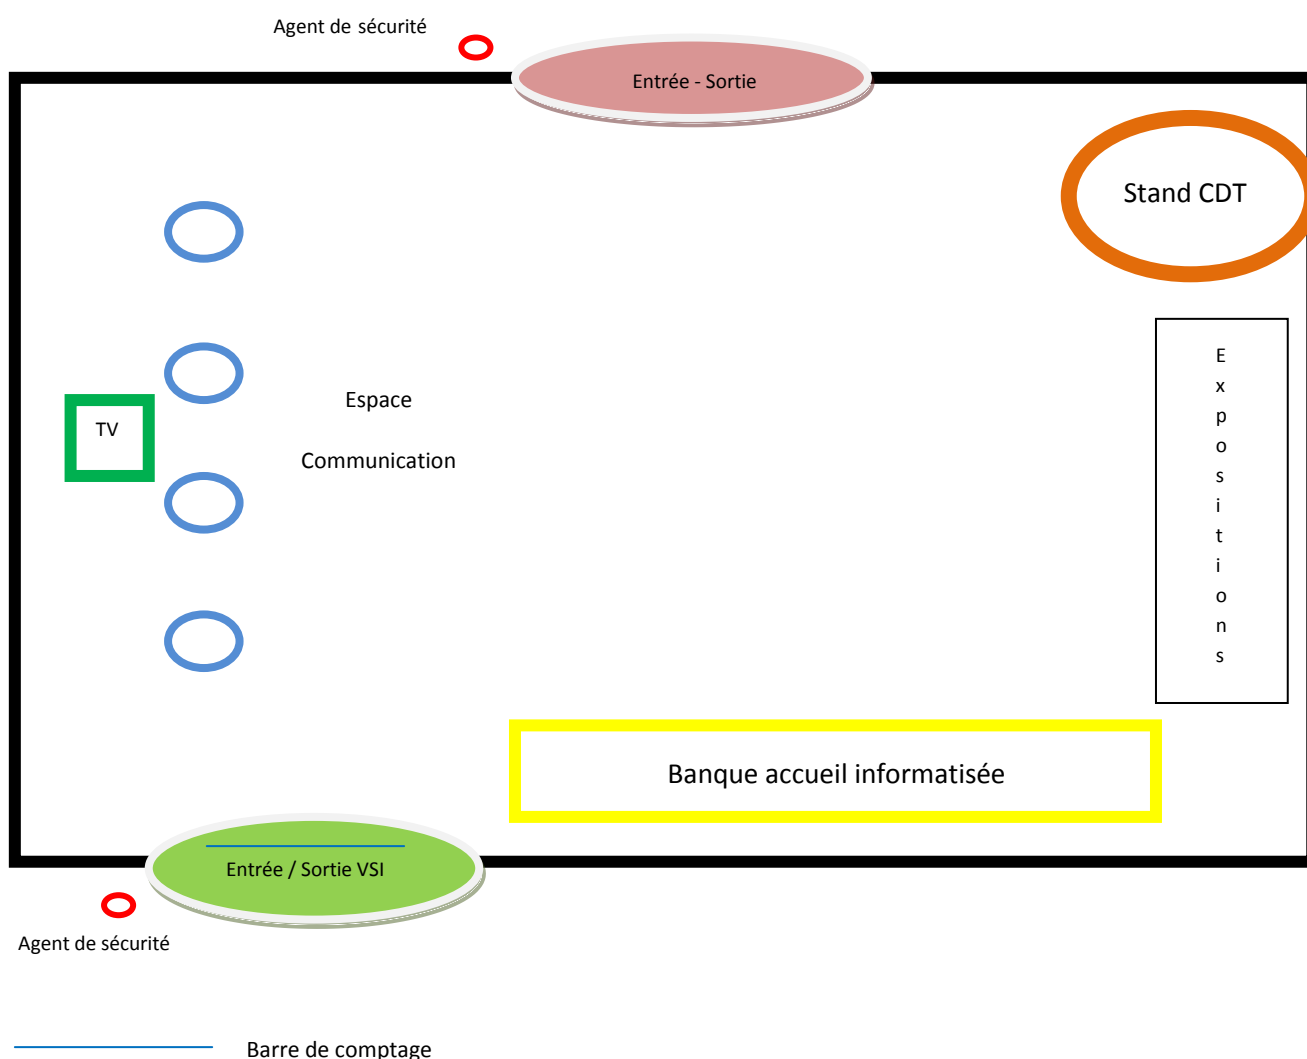 Agent de sécurité
Entrée - Sortie
Stand CDT
E
x
p
o
s
i
t
i
o
n
s
TV
Espace
Communication
Banque accueil informatisée
Entrée / Sortie VSI
Agent de sécurité
Barre de comptage